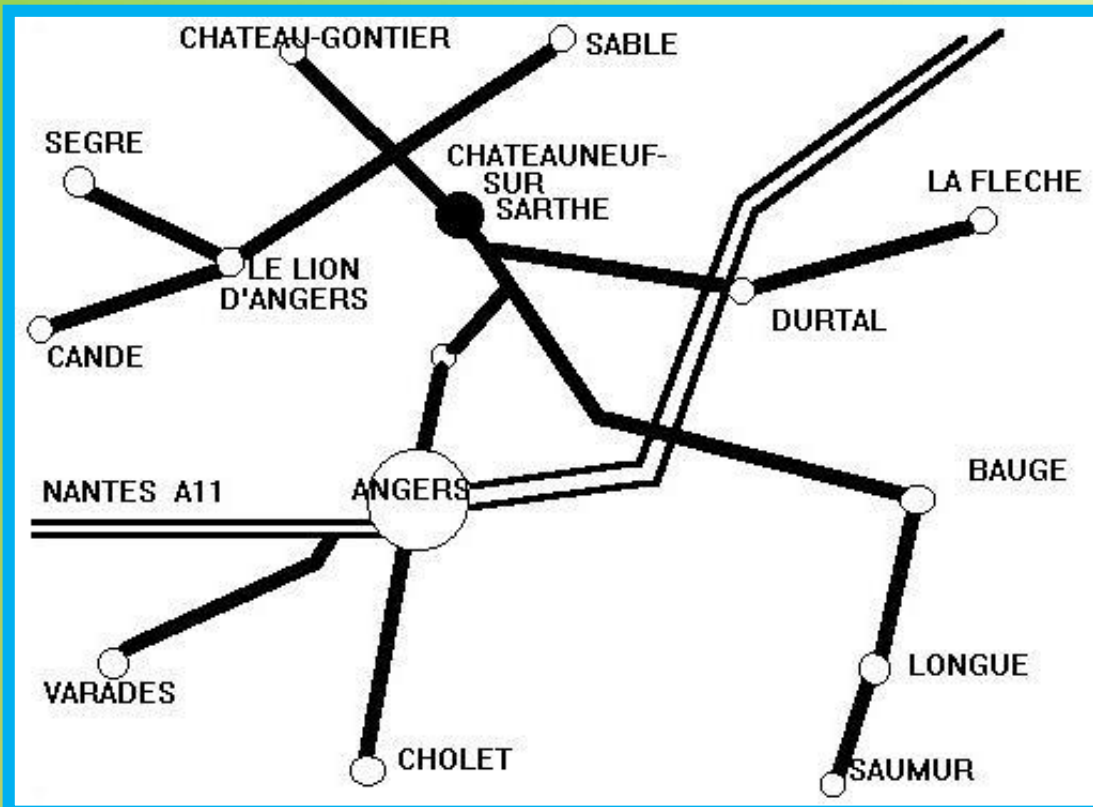 CHATEAU-GONTIER
SABLE
SEGRE
CHATEAUNEUF-
SUR
SARTHE
LA FLECHE
LE LION
D'ANGERS
DURTAL
CANDE
BAUGE
NANTES A11
ANGERS
LONGUE
VARADES
CHOLET
SAUMUR